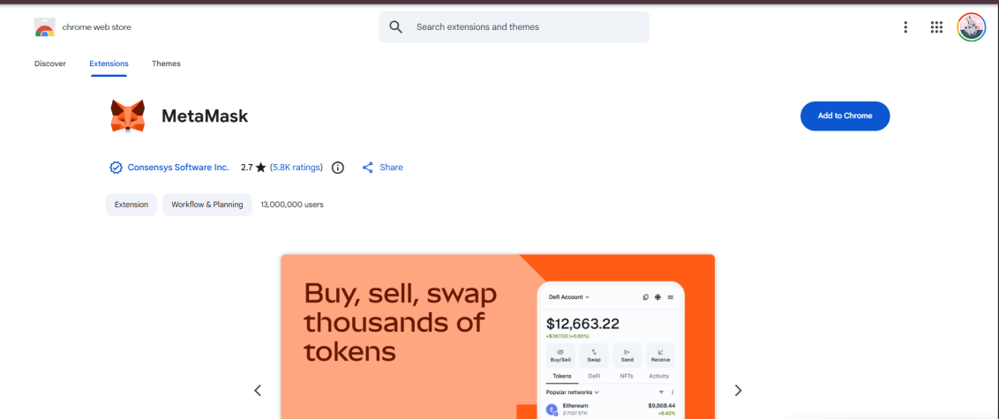 chrome web store
Search extensions and themes
Discover
Extensions
Themes
MetaMask
Add to Chrome
Consensys Software Inc.
2.7 ★ (5.8K ratings)
Share
Extension
Workflow & Planning
13,000,000 users
Buy, sell, swap
thousands of
tokens
Defi Account
$12,663.22
+$367.00 (+0.66%)
Buy/Sell
Swap
Send
Receive
Tokens
DeFi
NFTs
Activity
Popular networks
Ethereum
$9,868.44
2.7107 ETH
+6.42%